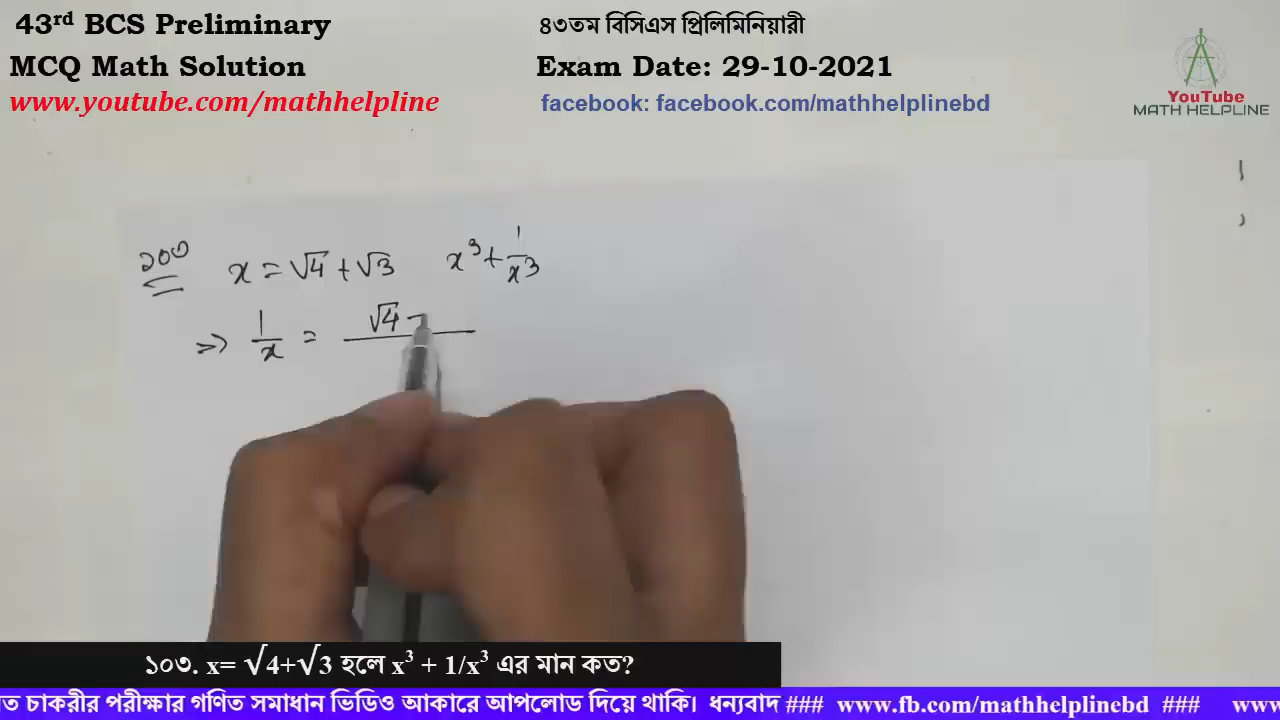 43rd BCS Preliminary
৪৩তম বিসিএস প্রিলিমিনিয়ারী
MCQ Math Solution
Exam Date: 29-10-2021
www.youtube.com/mathhelpline
facebook: facebook.com/mathhelplinebd
YouTube
MATH HELPLINE
১০৩ x = √4 + √3 x³ + 1/x³
=> 1/x = √4 -
১০৩. x= √4+√3 হলে x³ + 1/x³ এর মান কত?
ত চাকরীর পরীক্ষার গণিত সমাধান ভিডিও আকারে আপলোড দিয়ে থাকি। ধন্যবাদ ### www.fb.com/mathhelplinebd ### www